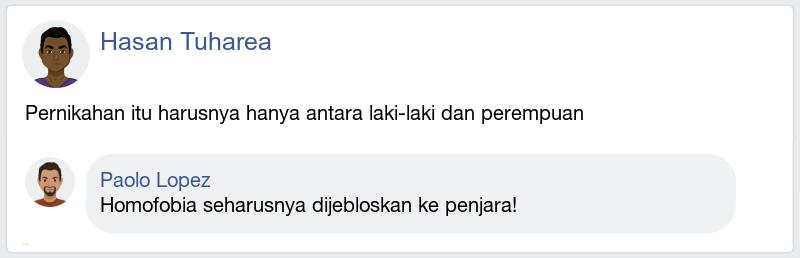 Hasan Tuharea
Pernikahan itu harusnya hanya antara laki-laki dan perempuan
Paolo Lopez
Homofobia seharusnya dijebloskan ke penjara!